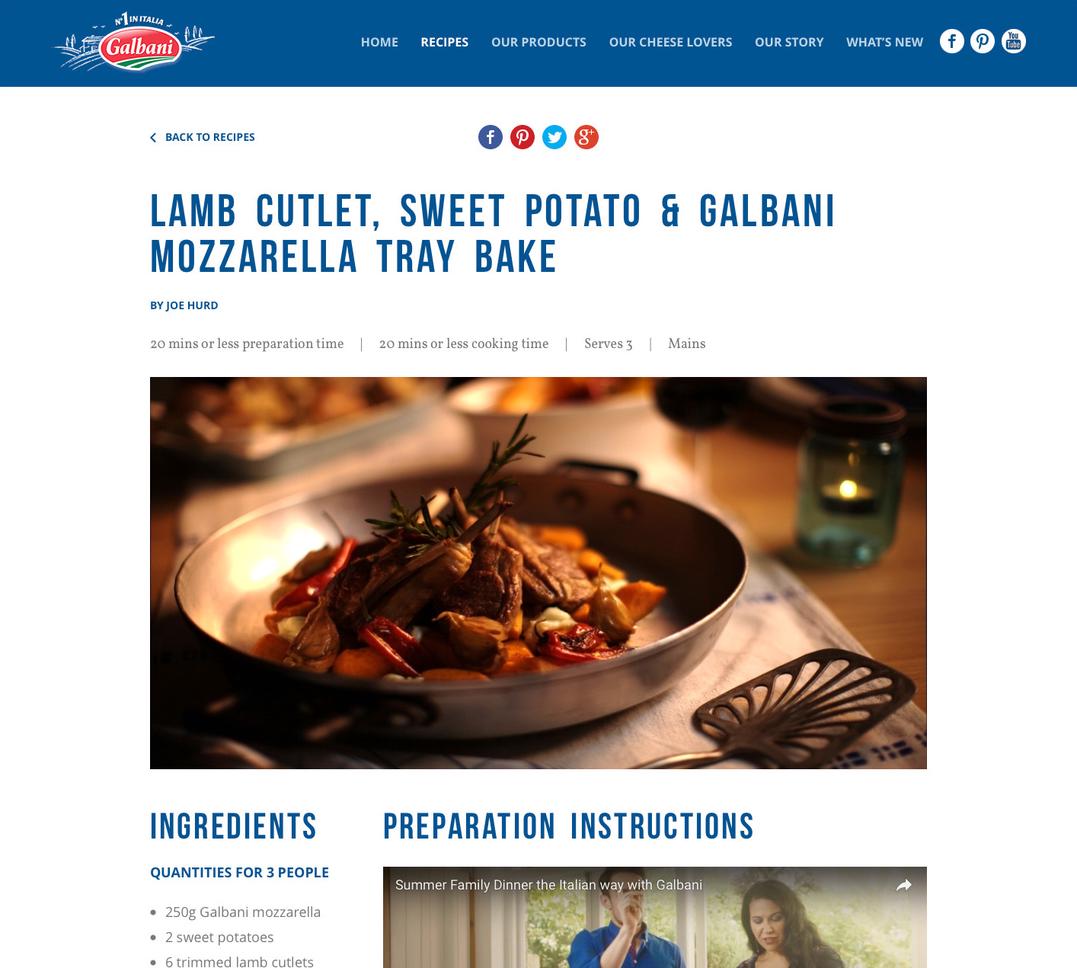 Nº1 IN ITALIA
Galbani
HOME RECIPES OUR PRODUCTS OUR CHEESE LOVERS OUR STORY WHAT'S NEW
You
Tube
BACK TO RECIPES
LAMB CUTLET, SWEET POTATO & GALBANI
MOZZARELLA TRAY BAKE
BY JOE HURD
20 mins or less preparation time | 20 mins or less cooking time | Serves 3 | Mains
INGREDIENTS
QUANTITIES FOR 3 PEOPLE
250g Galbani mozzarella
2 sweet potatoes
6 trimmed lamb cutlets
PREPARATION INSTRUCTIONS
Summer Family Dinner the Italian way with Galbani